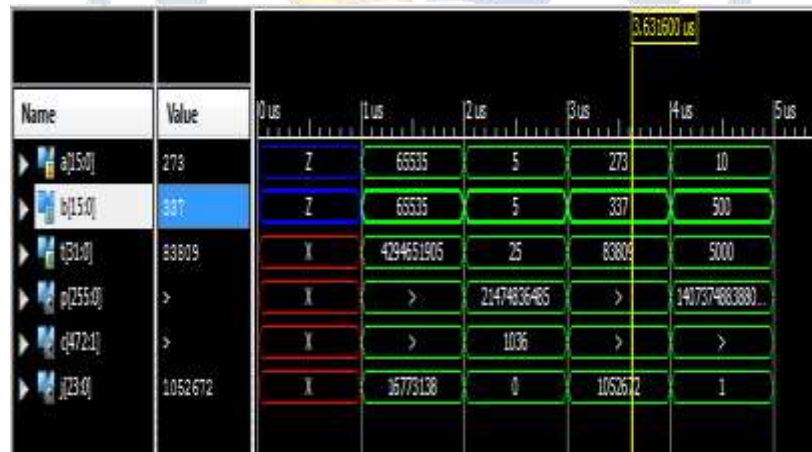 3.631600 us
Name Value 0 us 1 us 2 us 3 us 4 us 5 us
a[15:0] 273 Z 65535 5 273 10
b[15:0] 337 Z 65535 5 337 500
t[31:0] 83809 X 4294651905 25 83809 5000
p[255:0] > X > 21474836485 > 1407374883880...
c[472:1] > X > 1036 > >
j[23:0] 1052672 X 16773138 0 1052672 1